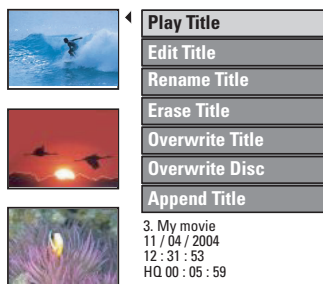 Play Title
Edit Title
Rename Title
Erase Title
Overwrite Title
Overwrite Disc
Append Title
3. My movie
11 / 04 / 2004
12 : 31 : 53
HQ 00 : 05 : 59